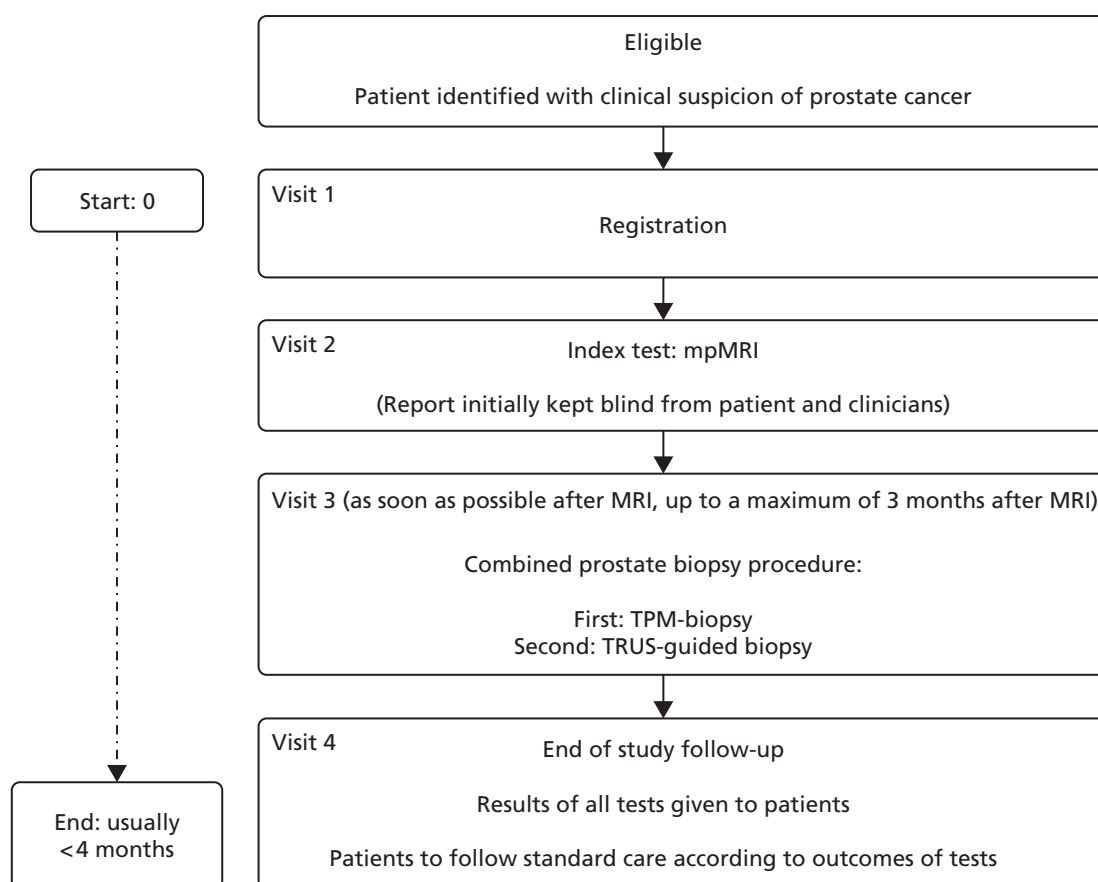 Eligible
Patient identified with clinical suspicion of prostate cancer
Start: 0
Visit 1
Registration
Visit 2
Index test: mpMRI
(Report initially kept blind from patient and clinicians)
Visit 3 (as soon as possible after MRI, up to a maximum of 3 months after MRI)
Combined prostate biopsy procedure:
First: TPM-biopsy
Second: TRUS-guided biopsy
Visit 4
End of study follow-up
Results of all tests given to patients
Patients to follow standard care according to outcomes of tests
End: usually
<4 months